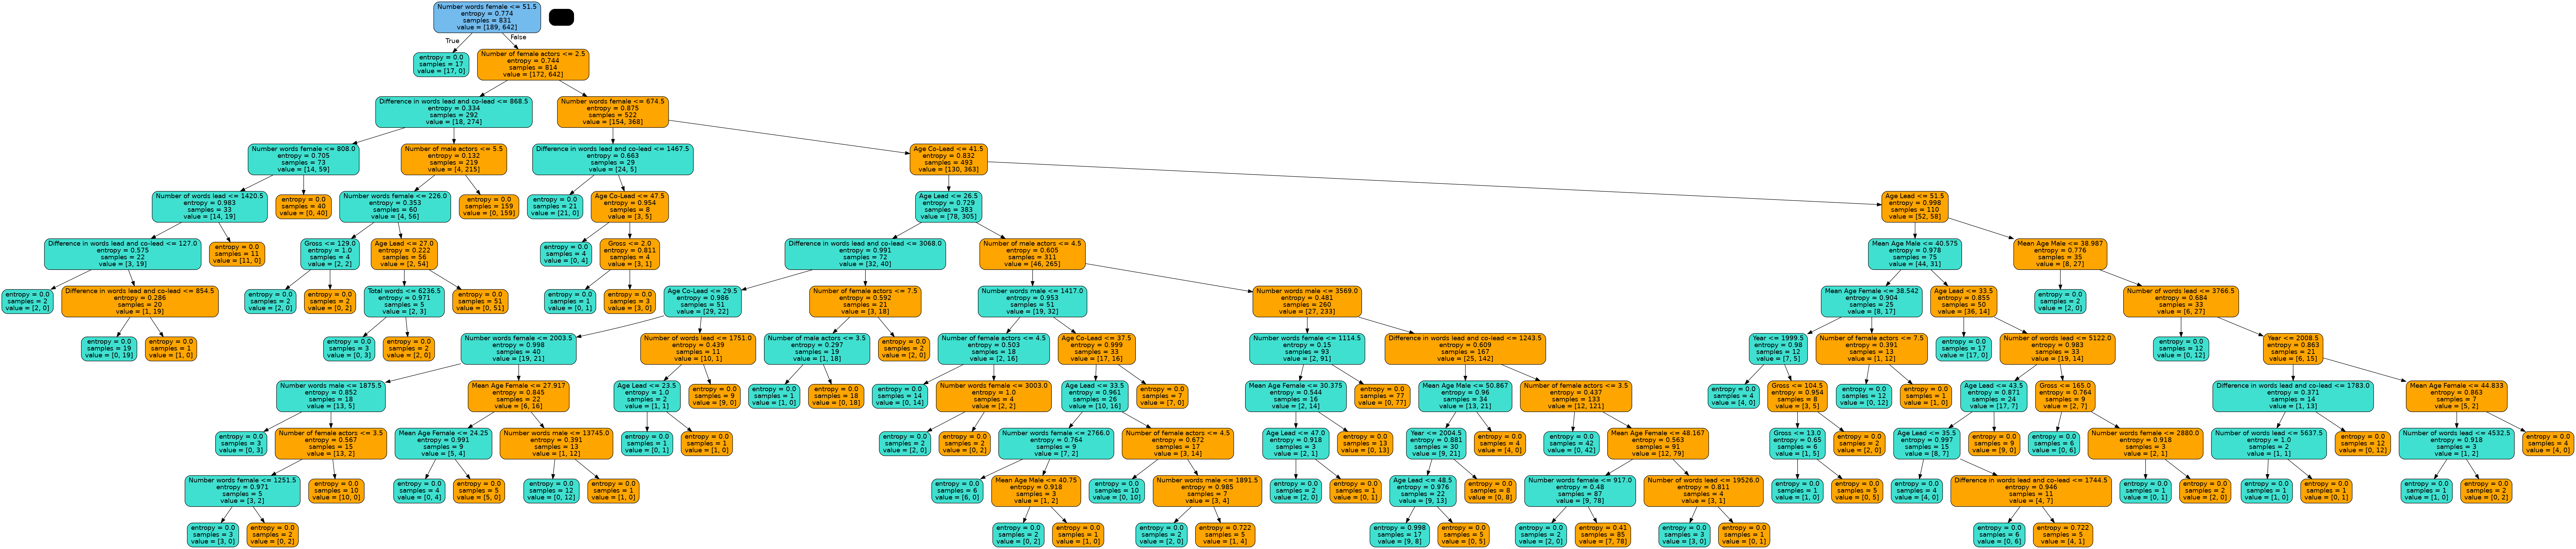 Number words female <= 51.5
entropy = 0.774
samples = 831
value = [189, 642]
True
False
entropy = 0.0
samples = 17
value = [17, 0]
Number of female actors <= 2.5
entropy = 0.744
samples = 814
value = [172, 642]
Difference in words lead and co-lead <= 868.5
entropy = 0.334
samples = 292
value = [18, 274]
Number words female <= 674.5
entropy = 0.875
samples = 522
value = [154, 368]
Number words female <= 808.0
entropy = 0.705
samples = 73
value = [14, 59]
Number of male actors <= 5.5
entropy = 0.132
samples = 219
value = [4, 215]
Difference in words lead and co-lead <= 1467.5
entropy = 0.663
samples = 29
value = [24, 5]
Age Co-Lead <= 41.5
entropy = 0.832
samples = 493
value = [130, 363]
Number of words lead <= 1420.5
entropy = 0.983
samples = 33
value = [14, 19]
entropy = 0.0
samples = 40
value = [0, 40]
Number words female <= 226.0
entropy = 0.353
samples = 60
value = [4, 56]
entropy = 0.0
samples = 159
value = [0, 159]
entropy = 0.0
samples = 21
value = [21, 0]
Age Co-Lead <= 47.5
entropy = 0.954
samples = 8
value = [3, 5]
Age Lead <= 26.5
entropy = 0.729
samples = 383
value = [78, 305]
Age Lead <= 51.5
entropy = 0.998
samples = 110
value = [52, 58]
Difference in words lead and co-lead <= 127.0
entropy = 0.575
samples = 22
value = [3, 19]
entropy = 0.0
samples = 11
value = [11, 0]
Gross <= 129.0
entropy = 1.0
samples = 4
value = [2, 2]
Age Lead <= 27.0
entropy = 0.222
samples = 56
value = [2, 54]
entropy = 0.0
samples = 4
value = [0, 4]
Gross <= 2.0
entropy = 0.811
samples = 4
value = [3, 1]
Difference in words lead and co-lead <= 3068.0
entropy = 0.991
samples = 72
value = [32, 40]
Number of male actors <= 4.5
entropy = 0.605
samples = 311
value = [46, 265]
Mean Age Male <= 40.575
entropy = 0.978
samples = 75
value = [44, 31]
Mean Age Male <= 38.987
entropy = 0.776
samples = 35
value = [8, 27]
entropy = 0.0
samples = 2
value = [2, 0]
Difference in words lead and co-lead <= 854.5
entropy = 0.286
samples = 20
value = [1, 19]
entropy = 0.0
samples = 2
value = [2, 0]
entropy = 0.0
samples = 2
value = [0, 2]
Total words <= 6236.5
entropy = 0.971
samples = 5
value = [2, 3]
entropy = 0.0
samples = 51
value = [0, 51]
entropy = 0.0
samples = 1
value = [0, 1]
entropy = 0.0
samples = 3
value = [3, 0]
Age Co-Lead <= 29.5
entropy = 0.986
samples = 51
value = [29, 22]
Number of female actors <= 7.5
entropy = 0.592
samples = 21
value = [3, 18]
Number words male <= 1417.0
entropy = 0.953
samples = 51
value = [19, 32]
Number words male <= 3569.0
entropy = 0.481
samples = 260
value = [27, 233]
Mean Age Female <= 38.542
entropy = 0.904
samples = 25
value = [8, 17]
Age Lead <= 33.5
entropy = 0.855
samples = 50
value = [36, 14]
entropy = 0.0
samples = 2
value = [2, 0]
Number of words lead <= 3766.5
entropy = 0.684
samples = 33
value = [6, 27]
entropy = 0.0
samples = 19
value = [0, 19]
entropy = 0.0
samples = 1
value = [1, 0]
entropy = 0.0
samples = 3
value = [0, 3]
entropy = 0.0
samples = 2
value = [2, 0]
Number words female <= 2003.5
entropy = 0.998
samples = 40
value = [19, 21]
Number of words lead <= 1751.0
entropy = 0.439
samples = 11
value = [10, 1]
Number of male actors <= 3.5
entropy = 0.297
samples = 19
value = [1, 18]
entropy = 0.0
samples = 2
value = [2, 0]
Number of female actors <= 4.5
entropy = 0.503
samples = 18
value = [2, 16]
Age Co-Lead <= 37.5
entropy = 0.999
samples = 33
value = [17, 16]
Number words female <= 1114.5
entropy = 0.15
samples = 93
value = [2, 91]
Difference in words lead and co-lead <= 1243.5
entropy = 0.609
samples = 167
value = [25, 142]
Year <= 1999.5
entropy = 0.98
samples = 12
value = [7, 5]
Number of female actors <= 7.5
entropy = 0.391
samples = 13
value = [1, 12]
entropy = 0.0
samples = 17
value = [17, 0]
Number of words lead <= 5122.0
entropy = 0.983
samples = 33
value = [19, 14]
entropy = 0.0
samples = 12
value = [0, 12]
Year <= 2008.5
entropy = 0.863
samples = 21
value = [6, 15]
Number words male <= 1875.5
entropy = 0.852
samples = 18
value = [13, 5]
Mean Age Female <= 27.917
entropy = 0.845
samples = 22
value = [6, 16]
Age Lead <= 23.5
entropy = 1.0
samples = 2
value = [1, 1]
entropy = 0.0
samples = 9
value = [9, 0]
entropy = 0.0
samples = 1
value = [1, 0]
entropy = 0.0
samples = 18
value = [0, 18]
entropy = 0.0
samples = 14
value = [0, 14]
Number words female <= 3003.0
entropy = 1.0
samples = 4
value = [2, 2]
Age Lead <= 33.5
entropy = 0.961
samples = 26
value = [10, 16]
entropy = 0.0
samples = 7
value = [7, 0]
Mean Age Female <= 30.375
entropy = 0.544
samples = 16
value = [2, 14]
entropy = 0.0
samples = 77
value = [0, 77]
Mean Age Male <= 50.867
entropy = 0.96
samples = 34
value = [13, 21]
Number of female actors <= 3.5
entropy = 0.437
samples = 133
value = [12, 121]
entropy = 0.0
samples = 4
value = [4, 0]
Gross <= 104.5
entropy = 0.954
samples = 8
value = [3, 5]
entropy = 0.0
samples = 12
value = [0, 12]
entropy = 0.0
samples = 1
value = [1, 0]
Age Lead <= 43.5
entropy = 0.871
samples = 24
value = [17, 7]
Gross <= 165.0
entropy = 0.764
samples = 9
value = [2, 7]
Difference in words lead and co-lead <= 1783.0
entropy = 0.371
samples = 14
value = [1, 13]
Mean Age Female <= 44.833
entropy = 0.863
samples = 7
value = [5, 2]
entropy = 0.0
samples = 3
value = [0, 3]
Number of female actors <= 3.5
entropy = 0.567
samples = 15
value = [13, 2]
Mean Age Female <= 24.25
entropy = 0.991
samples = 9
value = [5, 4]
Number words male <= 13745.0
entropy = 0.391
samples = 13
value = [1, 12]
entropy = 0.0
samples = 1
value = [0, 1]
entropy = 0.0
samples = 1
value = [1, 0]
entropy = 0.0
samples = 2
value = [2, 0]
entropy = 0.0
samples = 2
value = [0, 2]
Number words female <= 2766.0
entropy = 0.764
samples = 9
value = [7, 2]
Number of female actors <= 4.5
entropy = 0.672
samples = 17
value = [3, 14]
Age Lead <= 47.0
entropy = 0.918
samples = 3
value = [2, 1]
entropy = 0.0
samples = 13
value = [0, 13]
Year <= 2004.5
entropy = 0.881
samples = 30
value = [9, 21]
entropy = 0.0
samples = 4
value = [4, 0]
entropy = 0.0
samples = 42
value = [0, 42]
Mean Age Female <= 48.167
entropy = 0.563
samples = 91
value = [12, 79]
Gross <= 13.0
entropy = 0.65
samples = 6
value = [1, 5]
entropy = 0.0
samples = 2
value = [2, 0]
Age Lead <= 35.5
entropy = 0.997
samples = 15
value = [8, 7]
entropy = 0.0
samples = 9
value = [9, 0]
entropy = 0.0
samples = 6
value = [0, 6]
Number words female <= 2880.0
entropy = 0.918
samples = 3
value = [2, 1]
Number of words lead <= 5637.5
entropy = 1.0
samples = 2
value = [1, 1]
entropy = 0.0
samples = 12
value = [0, 12]
Number of words lead <= 4532.5
entropy = 0.918
samples = 3
value = [1, 2]
entropy = 0.0
samples = 4
value = [4, 0]
Number words female <= 1251.5
entropy = 0.971
samples = 5
value = [3, 2]
entropy = 0.0
samples = 10
value = [10, 0]
entropy = 0.0
samples = 4
value = [0, 4]
entropy = 0.0
samples = 5
value = [5, 0]
entropy = 0.0
samples = 12
value = [0, 12]
entropy = 0.0
samples = 1
value = [1, 0]
entropy = 0.0
samples = 6
value = [6, 0]
Mean Age Male <= 40.75
entropy = 0.918
samples = 3
value = [1, 2]
entropy = 0.0
samples = 10
value = [0, 10]
Number words male <= 1891.5
entropy = 0.985
samples = 7
value = [3, 4]
entropy = 0.0
samples = 2
value = [2, 0]
entropy = 0.0
samples = 1
value = [0, 1]
Age Lead <= 48.5
entropy = 0.976
samples = 22
value = [9, 13]
entropy = 0.0
samples = 8
value = [0, 8]
Number words female <= 917.0
entropy = 0.48
samples = 87
value = [9, 78]
Number of words lead <= 19526.0
entropy = 0.811
samples = 4
value = [3, 1]
entropy = 0.0
samples = 1
value = [1, 0]
entropy = 0.0
samples = 5
value = [0, 5]
entropy = 0.0
samples = 4
value = [4, 0]
Difference in words lead and co-lead <= 1744.5
entropy = 0.946
samples = 11
value = [4, 7]
entropy = 0.0
samples = 1
value = [0, 1]
entropy = 0.0
samples = 2
value = [2, 0]
entropy = 0.0
samples = 1
value = [1, 0]
entropy = 0.0
samples = 1
value = [0, 1]
entropy = 0.0
samples = 1
value = [1, 0]
entropy = 0.0
samples = 2
value = [0, 2]
entropy = 0.0
samples = 3
value = [3, 0]
entropy = 0.0
samples = 2
value = [0, 2]
entropy = 0.0
samples = 2
value = [0, 2]
entropy = 0.0
samples = 1
value = [1, 0]
entropy = 0.0
samples = 2
value = [2, 0]
entropy = 0.722
samples = 5
value = [1, 4]
entropy = 0.998
samples = 17
value = [9, 8]
entropy = 0.0
samples = 5
value = [0, 5]
entropy = 0.0
samples = 2
value = [2, 0]
entropy = 0.41
samples = 85
value = [7, 78]
entropy = 0.0
samples = 3
value = [3, 0]
entropy = 0.0
samples = 1
value = [0, 1]
entropy = 0.0
samples = 6
value = [0, 6]
entropy = 0.722
samples = 5
value = [4, 1]